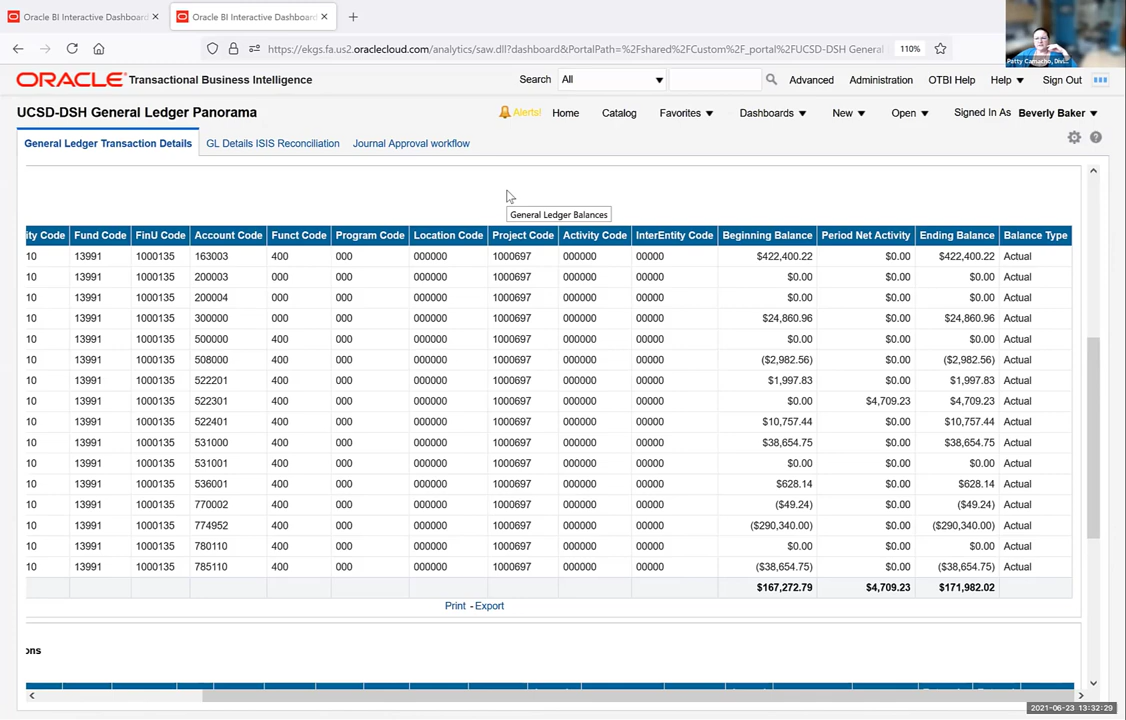 Oracle BI Interactive Dashboard
Oracle BI Interactive Dashboard
https://ekgs.fa.us2.oraclecloud.com/analytics/saw.dll?dashboard&PortalPath=%2Fshared%2FCustom%2F_portal%2FUCSD-DSH General
110%
Patty Camacho, Divi...
ORACLE Transactional Business Intelligence
Search All Advanced Administration OTBI Help Help Sign Out
UCSD-DSH General Ledger Panorama
Alerts! Home Catalog Favorites Dashboards New Open Signed In As Beverly Baker
General Ledger Transaction Details GL Details ISIS Reconciliation Journal Approval workflow
General Ledger Balances
ity Code Fund Code FinU Code Account Code Funct Code Program Code Location Code Project Code Activity Code InterEntity Code Beginning Balance Period Net Activity Ending Balance Balance Type
10 13991 1000135 163003 400 000 000000 1000697 000000 00000 $422,400.22 $0.00 $422,400.22 Actual
10 13991 1000135 200003 000 000 000000 1000697 000000 00000 $0.00 $0.00 $0.00 Actual
10 13991 1000135 200004 000 000 000000 1000697 000000 00000 $0.00 $0.00 $0.00 Actual
10 13991 1000135 300000 000 000 000000 1000697 000000 00000 $24,860.96 $0.00 $24,860.96 Actual
10 13991 1000135 500000 400 000 000000 1000697 000000 00000 $0.00 $0.00 $0.00 Actual
10 13991 1000135 508000 400 000 000000 1000697 000000 00000 ($2,982.56) $0.00 ($2,982.56) Actual
10 13991 1000135 522201 400 000 000000 1000697 000000 00000 $1,997.83 $0.00 $1,997.83 Actual
10 13991 1000135 522301 400 000 000000 1000697 000000 00000 $0.00 $4,709.23 $4,709.23 Actual
10 13991 1000135 522401 400 000 000000 1000697 000000 00000 $10,757.44 $0.00 $10,757.44 Actual
10 13991 1000135 531000 400 000 000000 1000697 000000 00000 $38,654.75 $0.00 $38,654.75 Actual
10 13991 1000135 531001 400 000 000000 1000697 000000 00000 $0.00 $0.00 $0.00 Actual
10 13991 1000135 536001 400 000 000000 1000697 000000 00000 $628.14 $0.00 $628.14 Actual
10 13991 1000135 770002 400 000 000000 1000697 000000 00000 ($49.24) $0.00 ($49.24) Actual
10 13991 1000135 774952 400 000 000000 1000697 000000 00000 ($290,340.00) $0.00 ($290,340.00) Actual
10 13991 1000135 780110 400 000 000000 1000697 000000 00000 $0.00 $0.00 $0.00 Actual
10 13991 1000135 785110 400 000 000000 1000697 000000 00000 ($38,654.75) $0.00 ($38,654.75) Actual
$167,272.79 $4,709.23 $171,982.02
Print - Export
ons
2021-06-23 13:32:29